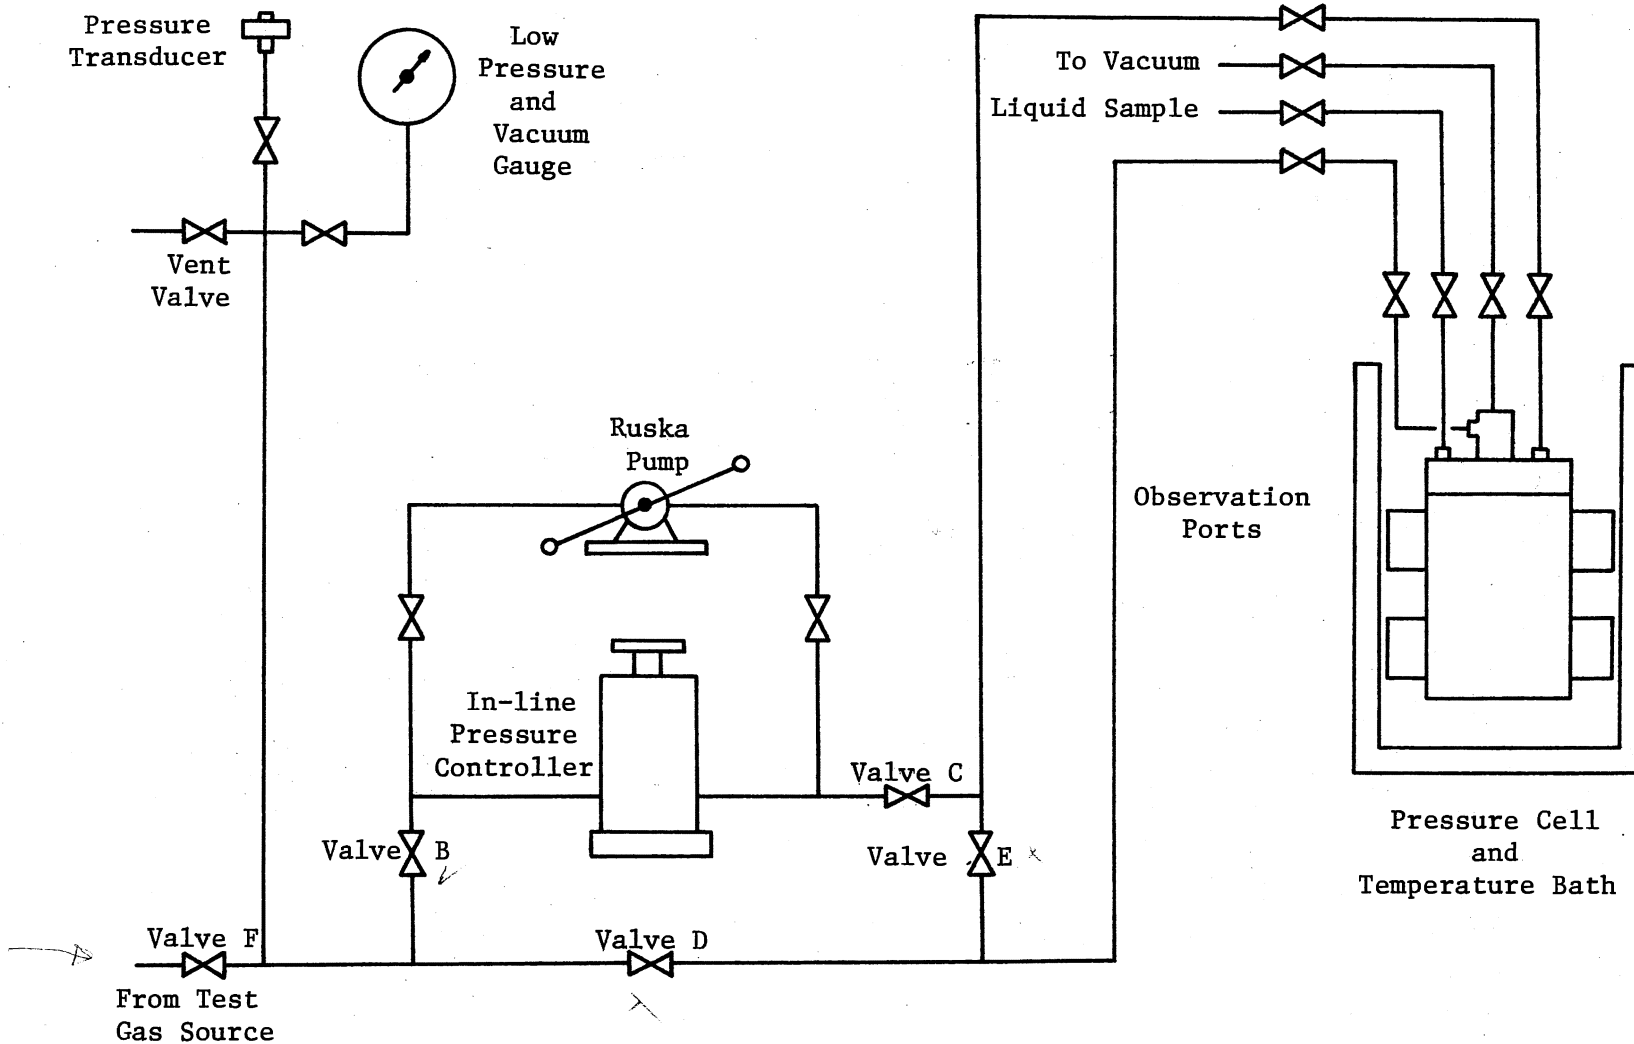 Pressure
Transducer
Low
Pressure
and
Vacuum
Gauge
To Vacuum
Liquid Sample
Vent
Valve
Ruska
Pump
Observation
Ports
In-line
Pressure
Controller
Valve C
Valve B
Valve E
Pressure Cell
and
Temperature Bath
Valve F
Valve D
From Test
Gas Source